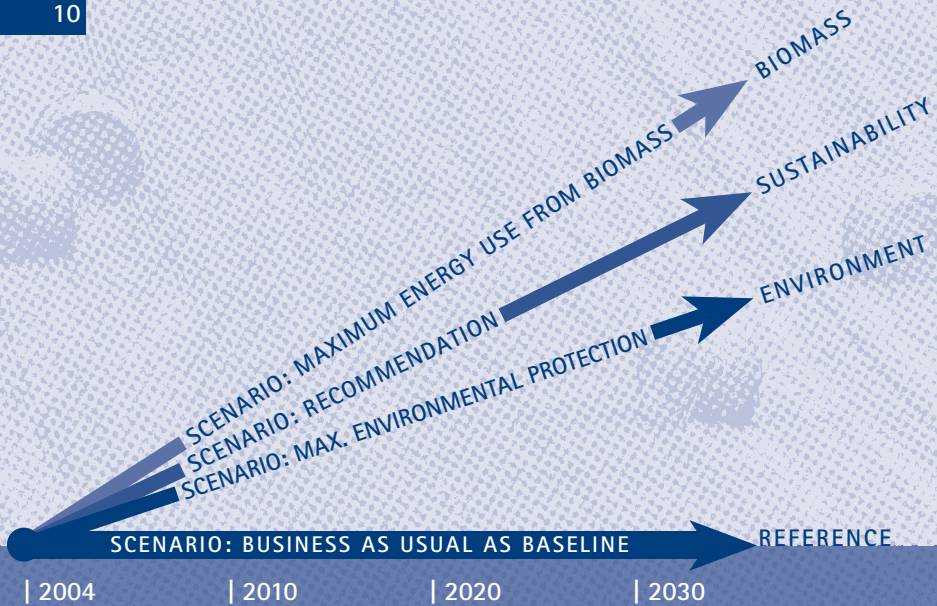 10
BIOMASS
SCENARIO: MAXIMUM ENERGY USE FROM BIOMASS
SUSTAINABILITY
SCENARIO: RECOMMENDATION
ENVIRONMENT
SCENARIO: MAX. ENVIRONMENTAL PROTECTION
SCENARIO: BUSINESS AS USUAL AS BASELINE
REFERENCE
| 2004 | 2010 | 2020 | 2030